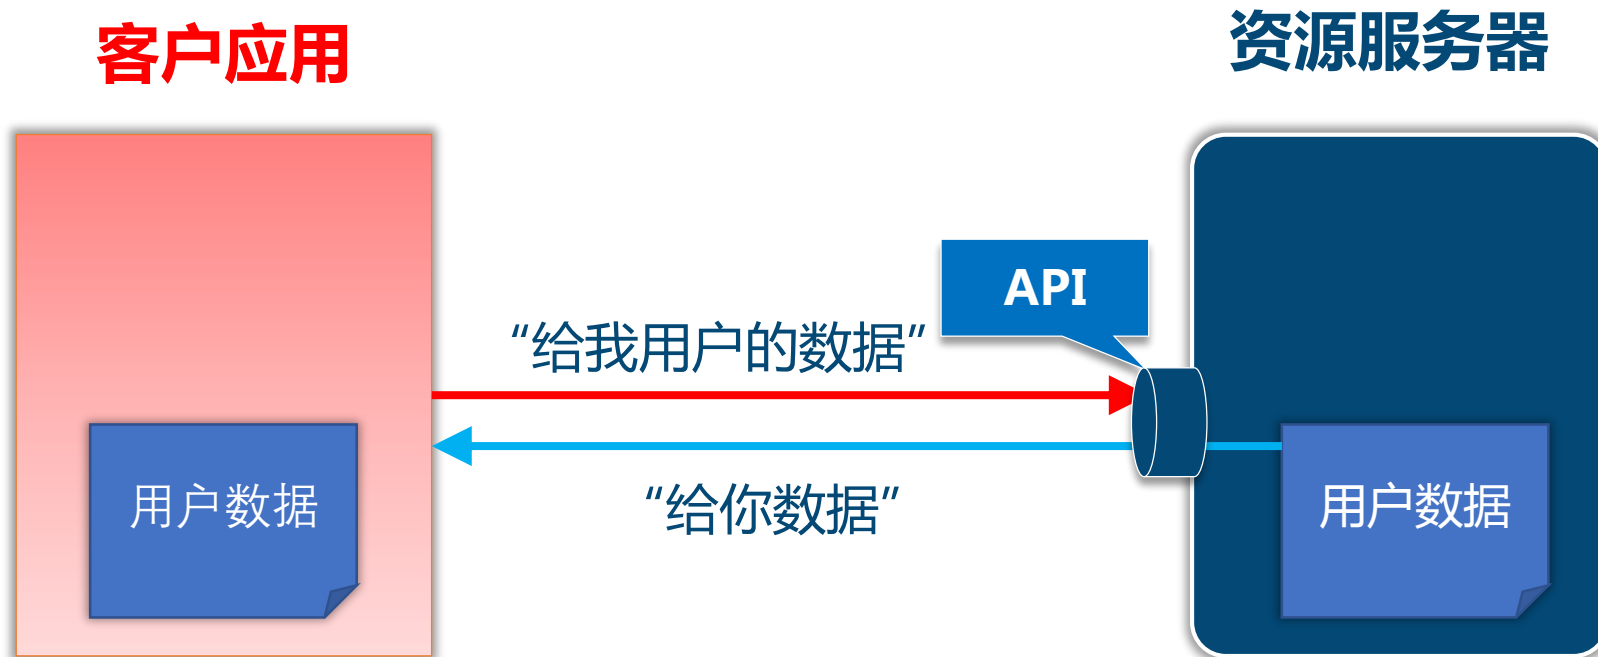 客户应用
资源服务器
API
“给我用户的数据”
“给你数据”
用户数据
用户数据